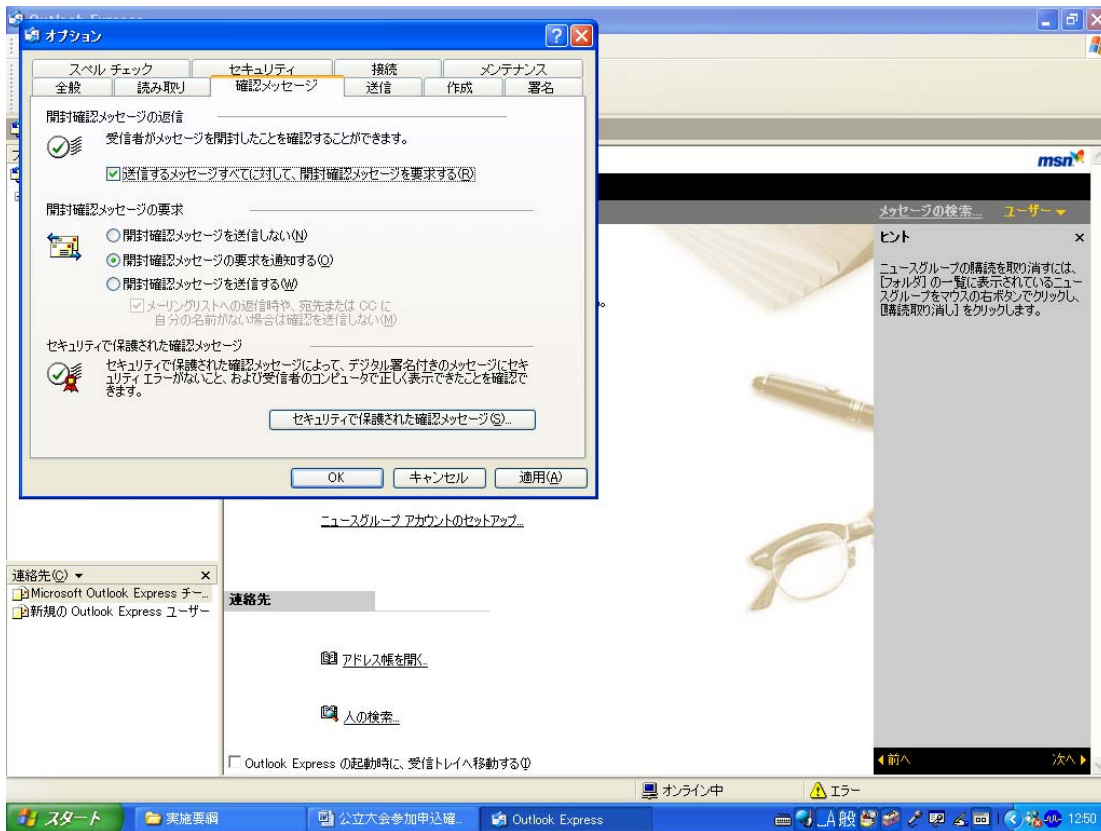 Outlook Express
オプション
スペル チェック
セキュリティ
接続
メンテナンス
全般
読み取り
確認メッセージ
送信
作成
署名
開封確認メッセージの返信
受信者がメッセージを開封したことを確認することができます。
送信するメッセージすべてに対して、開封確認メッセージを要求する(R)
開封確認メッセージの要求
開封確認メッセージを送信しない(N)
開封確認メッセージの要求を通知する(O)
開封確認メッセージを送信する(W)
メーリングリストへの返信時や、宛先または CC に
自分の名前がない場合は確認を送信しない(M)
セキュリティで保護された確認メッセージ
セキュリティで保護された確認メッセージによって、デジタル署名付きのメッセージにセキ
ュリティ エラーがないこと、および受信者のコンピュータで正しく表示できたことを確認で
きます。
セキュリティで保護された確認メッセージ(S)...
OK
キャンセル
適用(A)
msn
メッセージの検索...
ユーザー
ヒント
×
ニュースグループの購読を取り消すには、
[フォルダ] の一覧に表示されているニュー
スグループをマウスの右ボタンでクリックし、
[購読取り消し] をクリックします。
ニュースグループ アカウントのセットアップ...
連絡先(C)
×
Microsoft Outlook Express チー...
新規の Outlook Express ユーザー
連絡先
アドレス帳を開く...
人の検索...
Outlook Express の起動時に、受信トレイへ移動する(I)
前へ
次へ
オンライン中
エラー
スタート
実施要綱
公立大会参加申込確...
Outlook Express
A 般
12:50